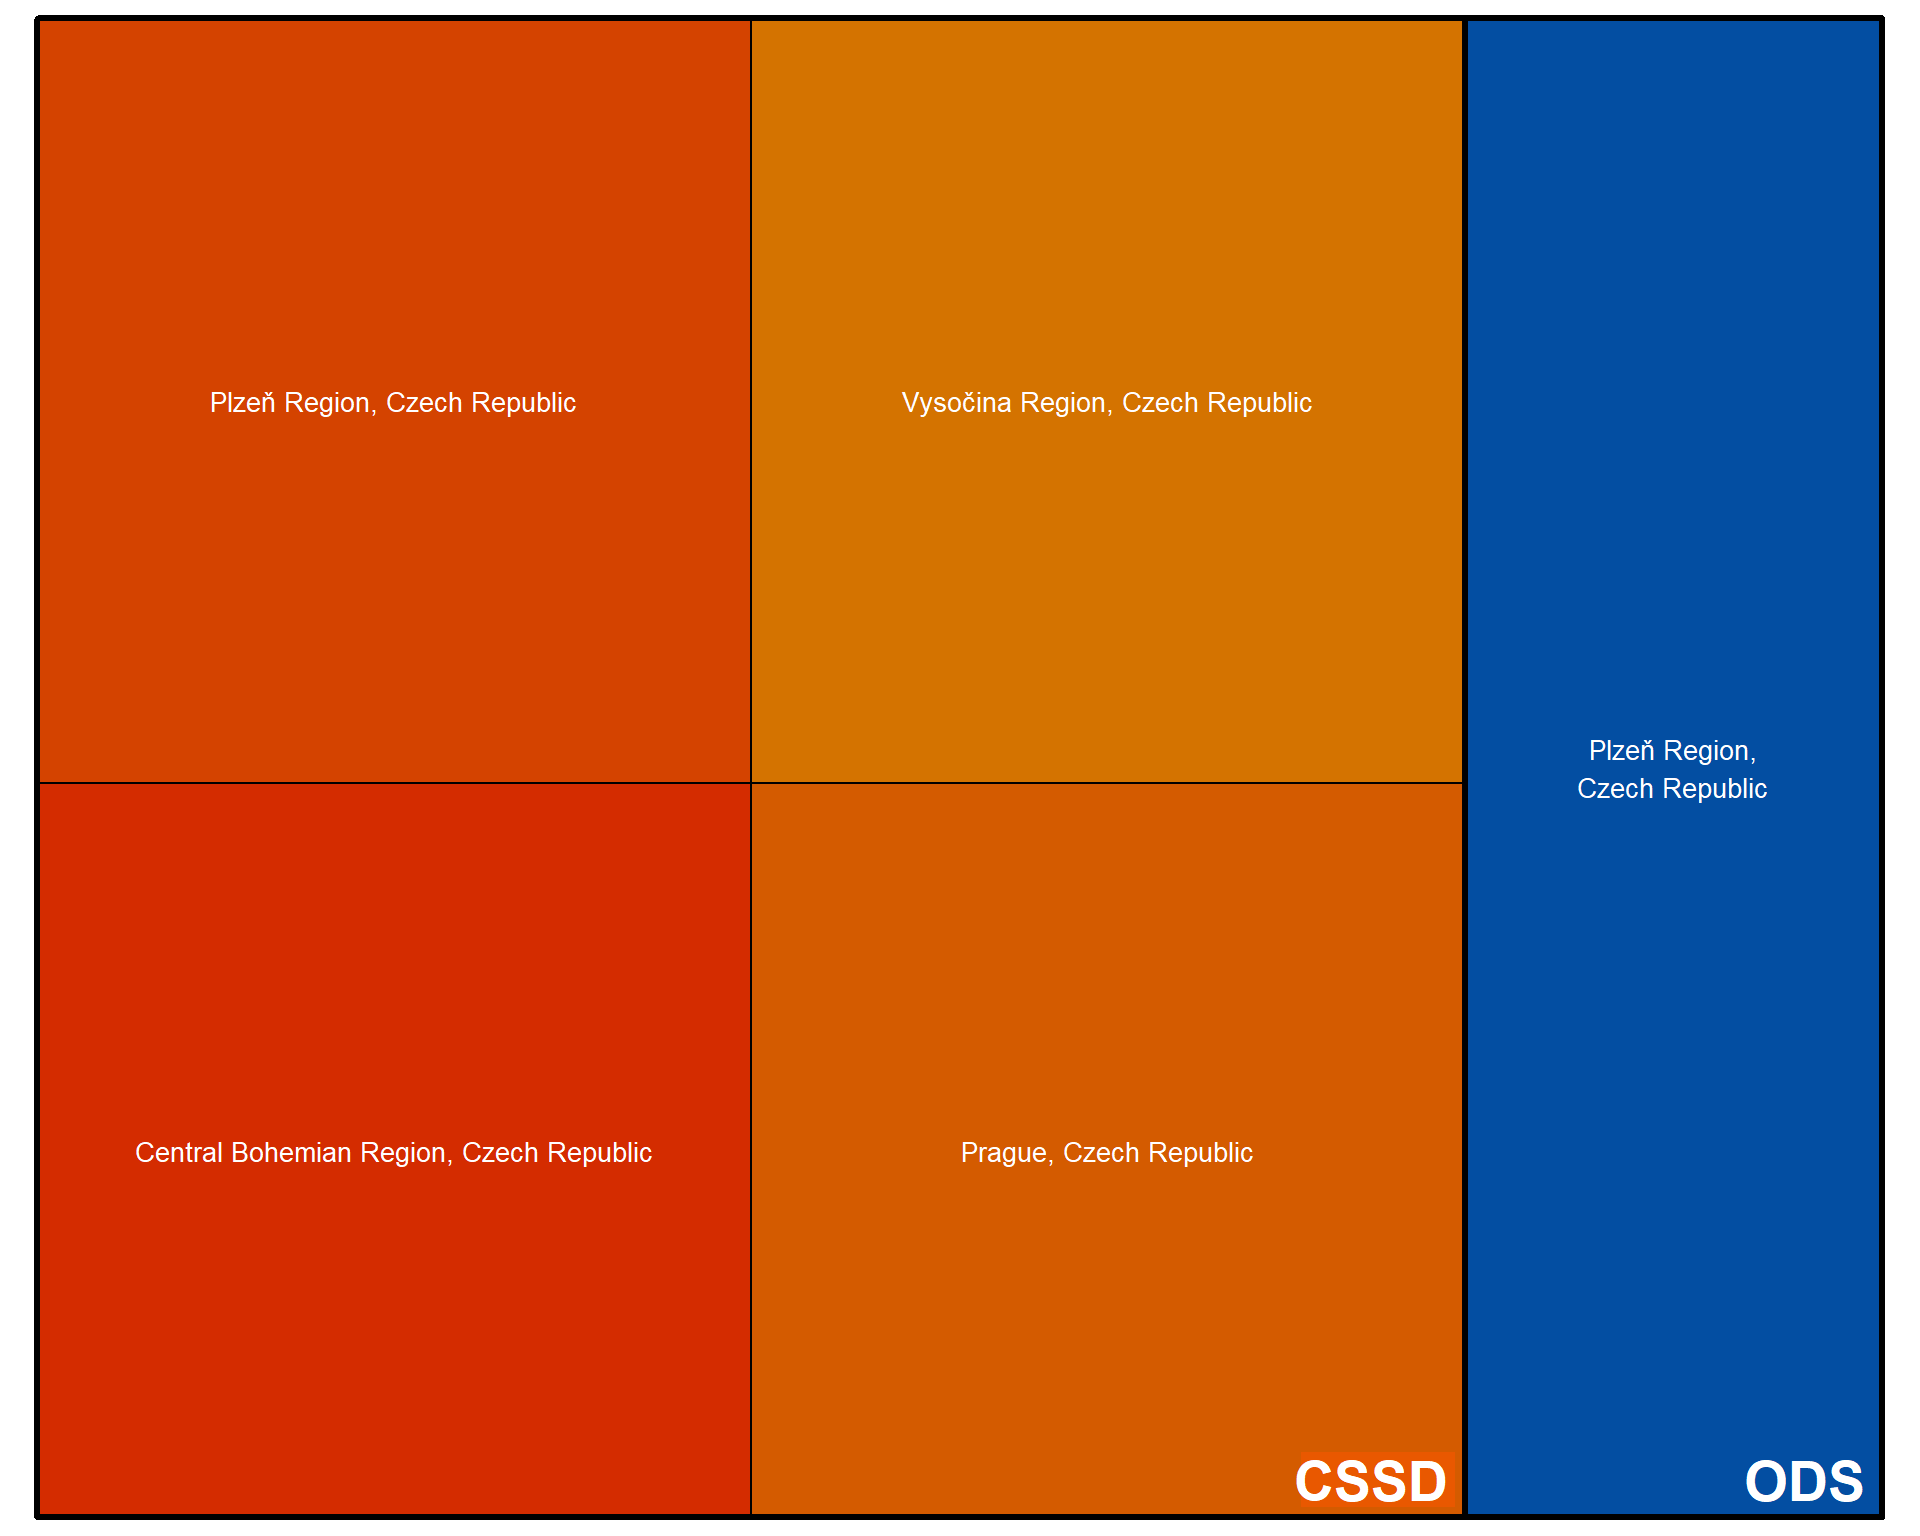 Plzeň Region, Czech Republic
Vysočina Region, Czech Republic
Plzeň Region,
Czech Republic
Central Bohemian Region, Czech Republic
Prague, Czech Republic
CSSD
ODS